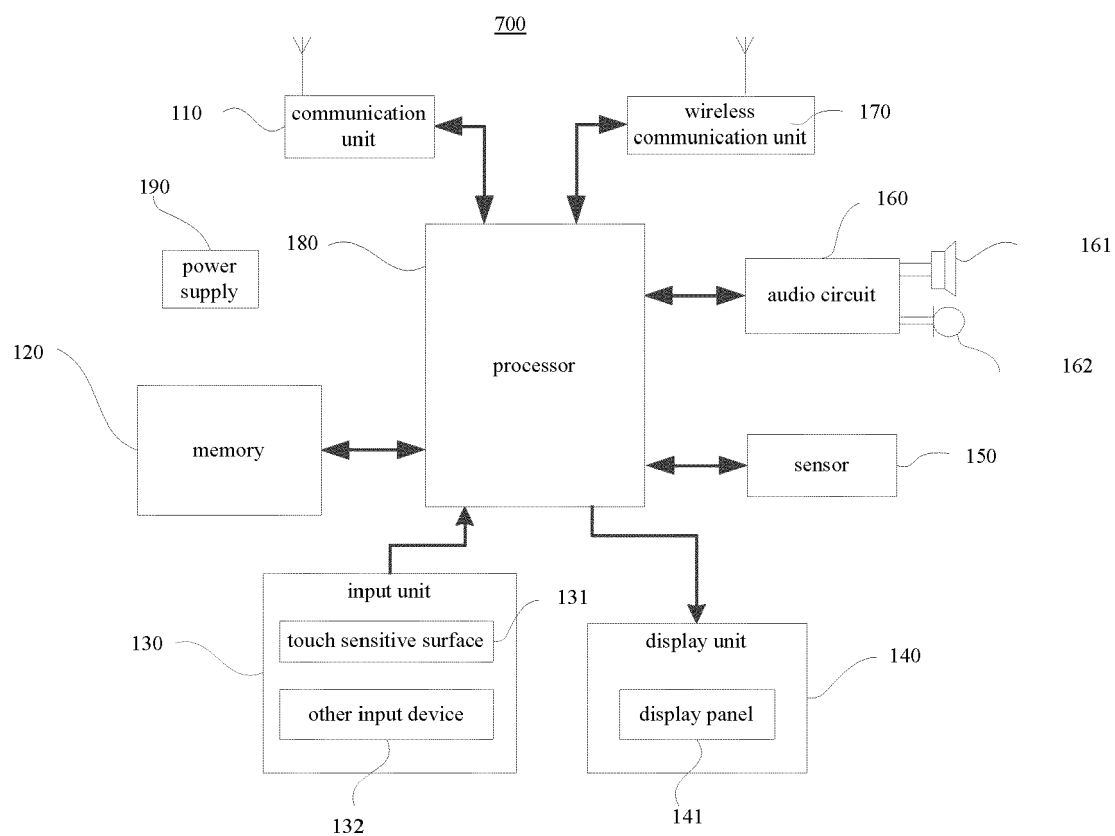 700
110
communication
unit
wireless
communication unit
170
190
power
supply
180
processor
160
audio circuit
161
162
120
memory
sensor
150
input unit
touch sensitive surface
131
130
other input device
132
display unit
140
display panel
141